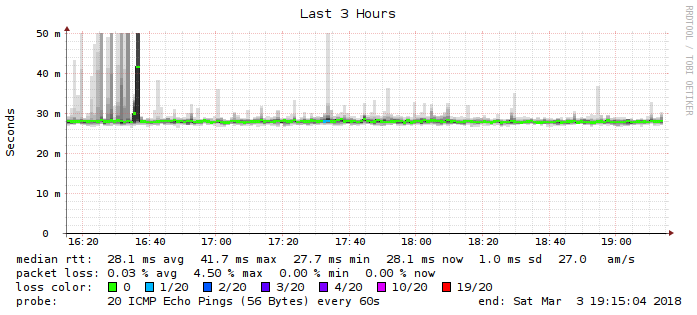 Last 3 Hours
RRDTOOL / TOBI OETIKER
Seconds
50 m
40 m
30 m
20 m
10 m
0
16:20 16:40 17:00 17:20 17:40 18:00 18:20 18:40 19:00
median rtt: 28.1 ms avg 41.7 ms max 27.7 ms min 28.1 ms now 1.0 ms sd 27.0 am/s
packet loss: 0.03 % avg 4.50 % max 0.00 % min 0.00 % now
loss color: 0 1/20 2/20 3/20 4/20 10/20 19/20
probe: 20 ICMP Echo Pings (56 Bytes) every 60s end: Sat Mar 3 19:15:04 2018